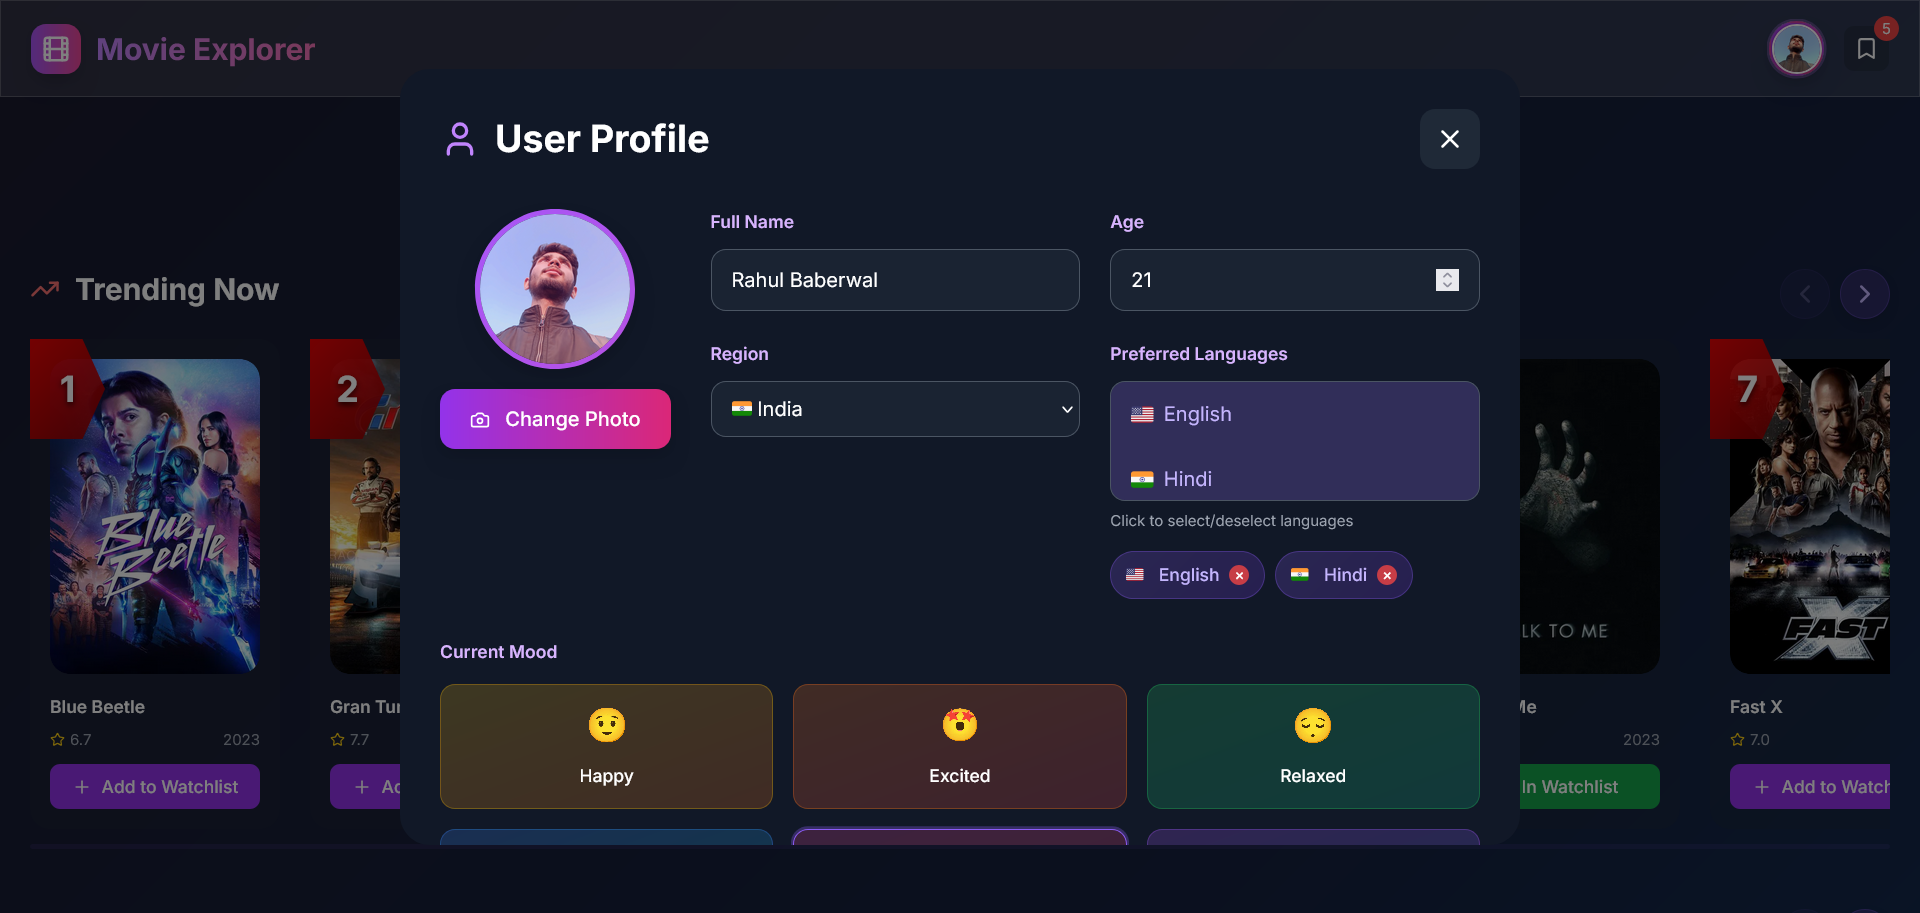 Movie Explorer
5
User Profile
Full Name
Age
Rahul Baberwal
21
Region
Preferred Languages
India
English
Hindi
Change Photo
Click to select/deselect languages
English
Hindi
Current Mood
Happy
Excited
Relaxed
Trending Now
1
2
7
Blue
Beetle
LK TO ME
FAST
X
Blue Beetle
6.7
2023
Add to Watchlist
Gran Tur
7.7
Ad
Me
2023
In Watchlist
Fast X
7.0
Add to Watch